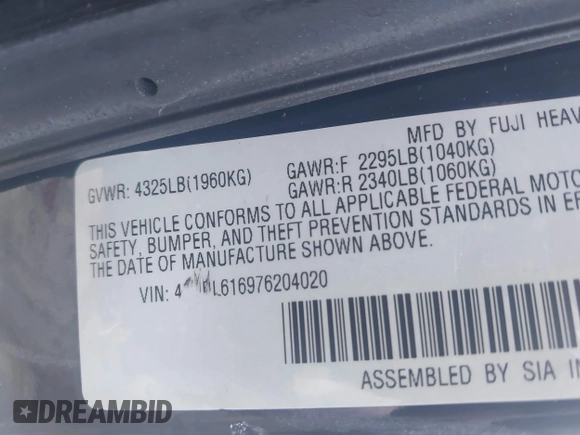 MFD BY FUJI HEAV
GVWR: 4325LB(1960KG)
GAWR:F 2295LB(1040KG)
GAWR:R 2340LB(1060KG)
THIS VEHICLE CONFORMS TO ALL APPLICABLE FEDERAL MOTO
SAFETY, BUMPER, AND THEFT PREVENTION STANDARDS IN EF
THE DATE OF MANUFACTURE SHOWN ABOVE.
VIN:
ASSEMBLED BY SIA IN
DREAMBID